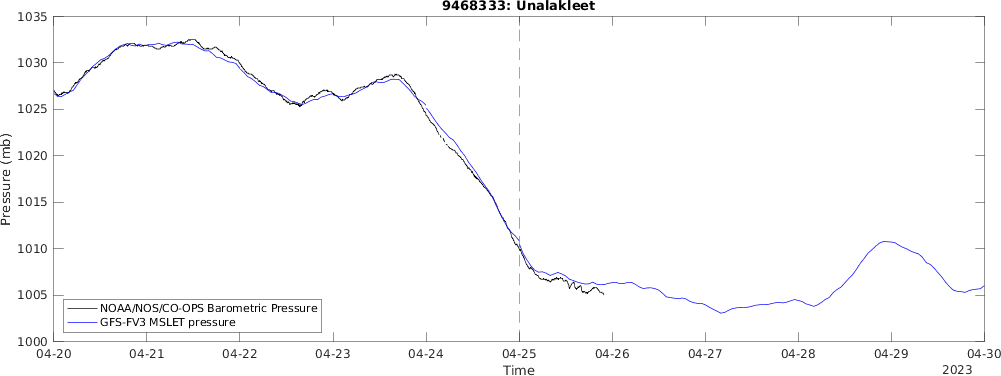 9468333: Unalakleet
1035
1030
1025
1020
1015
1010
1005
1000
Pressure (mb)
NOAA/NOS/CO-OPS Barometric Pressure
GFS-FV3 MSLET pressure
04-20 04-21 04-22 04-23 04-24 04-25 04-26 04-27 04-28 04-29 04-30
Time
2023